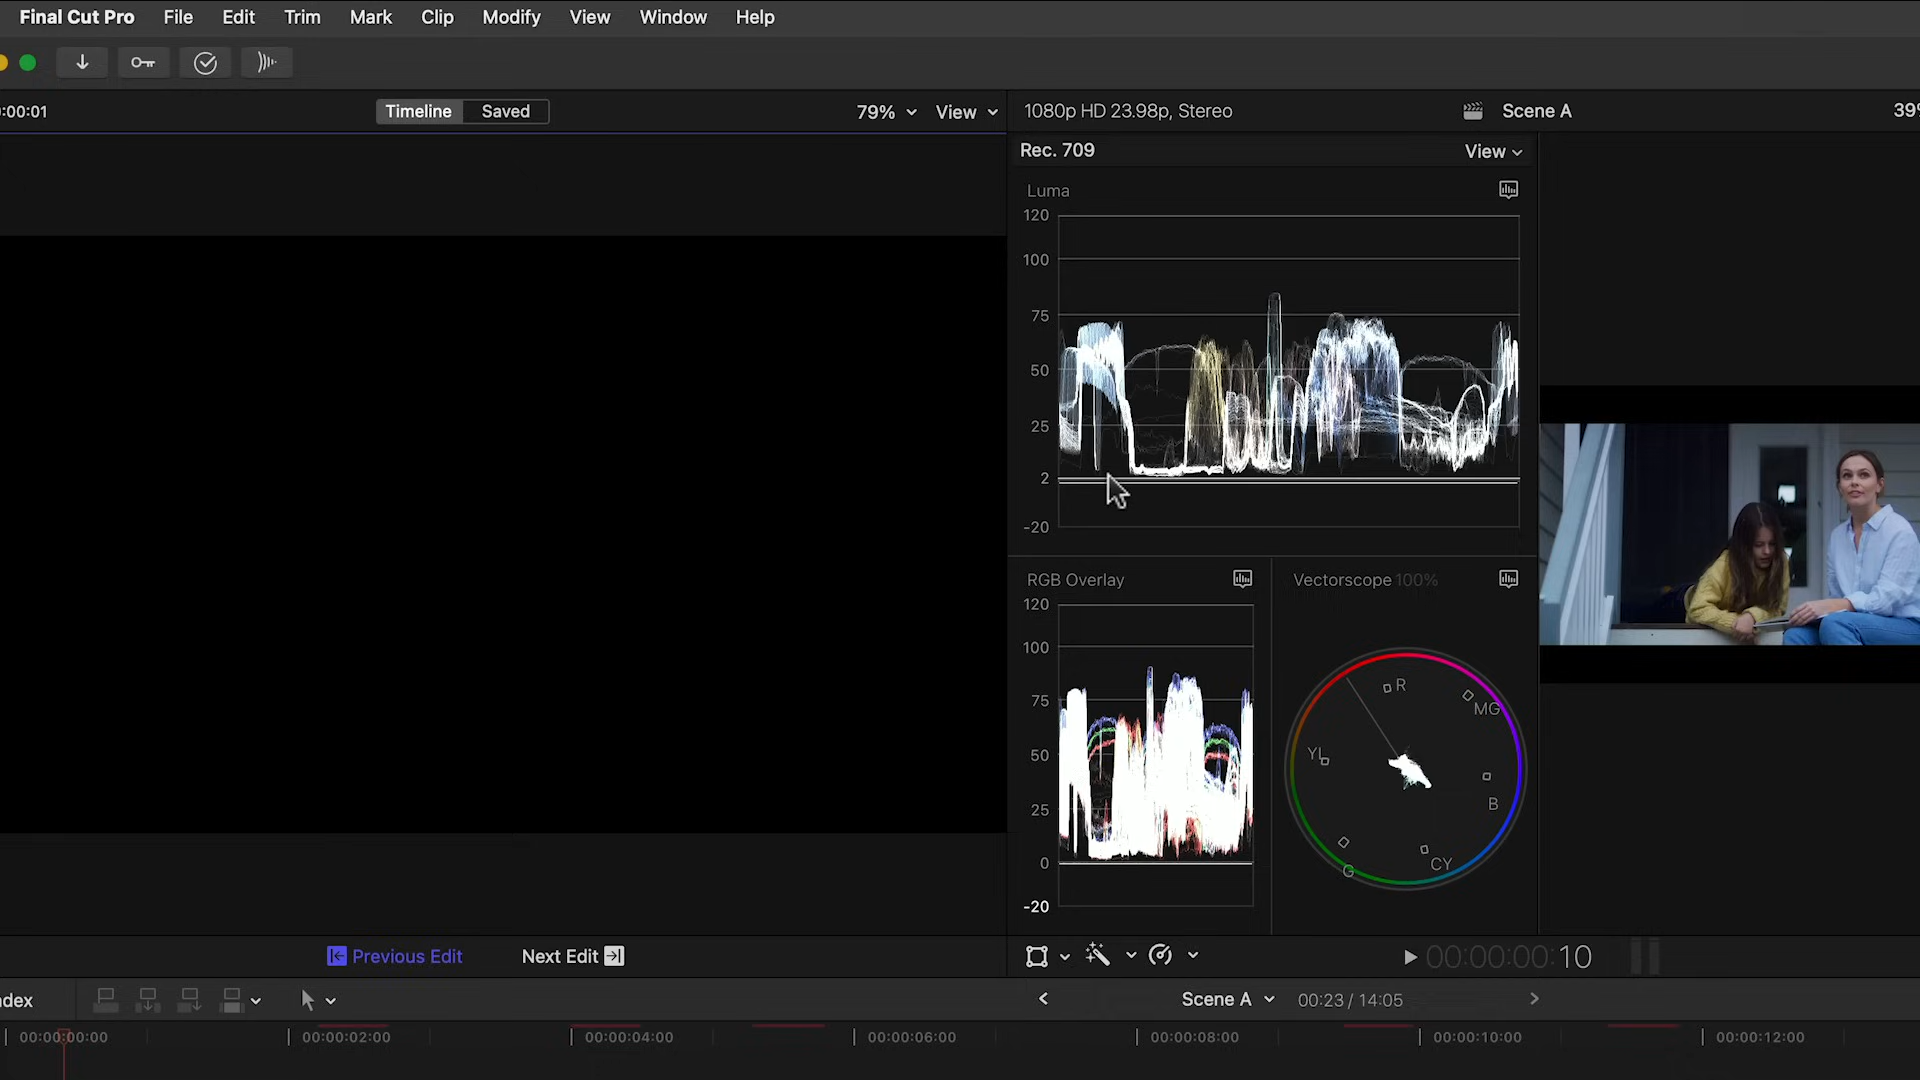 Final Cut Pro File Edit Trim Mark Clip Modify View Window Help
:00:01 Timeline Saved 79% View 1080p HD 23.98p, Stereo Scene A 39%
Rec. 709 View
Luma
120
100
75
50
25
2
-20
RGB Overlay
120
100
75
50
25
0
-20
Vectorscope 100%
R
MG
YL
B
G
CY
Previous Edit Next Edit
00:00:00:10
ndex Scene A 00:23 / 14:05
00:00:00:00 00:00:02:00 00:00:04:00 00:00:06:00 00:00:08:00 00:00:10:00 00:00:12:00